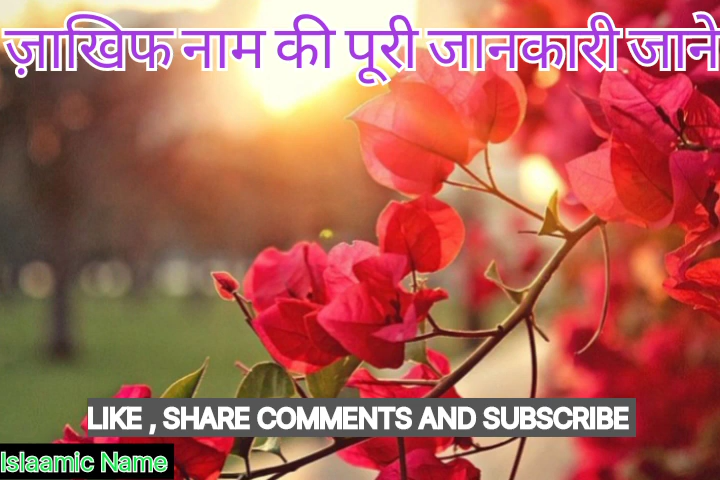 ज़ाखिफ नाम की पूरी जानकारी जाने
LIKE , SHARE COMMENTS AND SUBSCRIBE
Islaamic Name